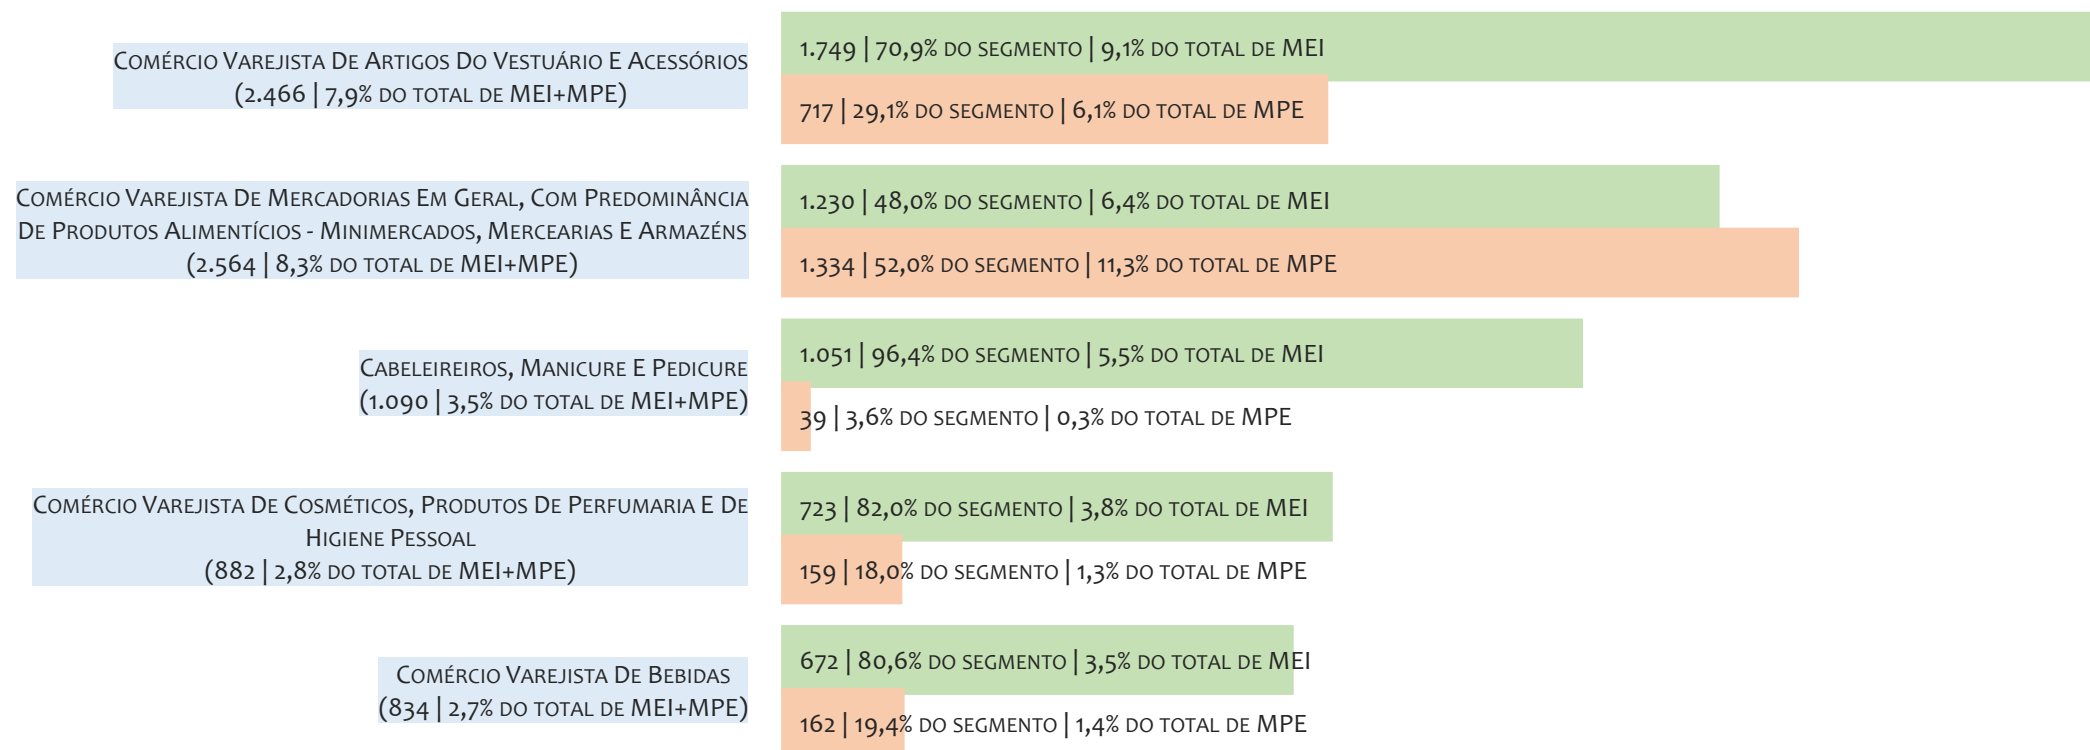 Comércio Varejista De Artigos Do Vestuário E Acessórios
(2.466 | 7,9% do total de MEI+MPE)
1.749 | 70,9% do segmento | 9,1% do total de MEI
717 | 29,1% do segmento | 6,1% do total de MPE
Comércio Varejista De Mercadorias Em Geral, Com Predominância
De Produtos Alimentícios - Minimercados, Mercearias E Armazéns
(2.564 | 8,3% do total de MEI+MPE)
1.230 | 48,0% do segmento | 6,4% do total de MEI
1.334 | 52,0% do segmento | 11,3% do total de MPE
Cabeleireiros, Manicure E Pedicure
(1.090 | 3,5% do total de MEI+MPE)
1.051 | 96,4% do segmento | 5,5% do total de MEI
39 | 3,6% do segmento | 0,3% do total de MPE
Comércio Varejista De Cosméticos, Produtos De Perfumaria E De
Higiene Pessoal
(882 | 2,8% do total de MEI+MPE)
723 | 82,0% do segmento | 3,8% do total de MEI
159 | 18,0% do segmento | 1,3% do total de MPE
Comércio Varejista De Bebidas
(834 | 2,7% do total de MEI+MPE)
672 | 80,6% do segmento | 3,5% do total de MEI
162 | 19,4% do segmento | 1,4% do total de MPE